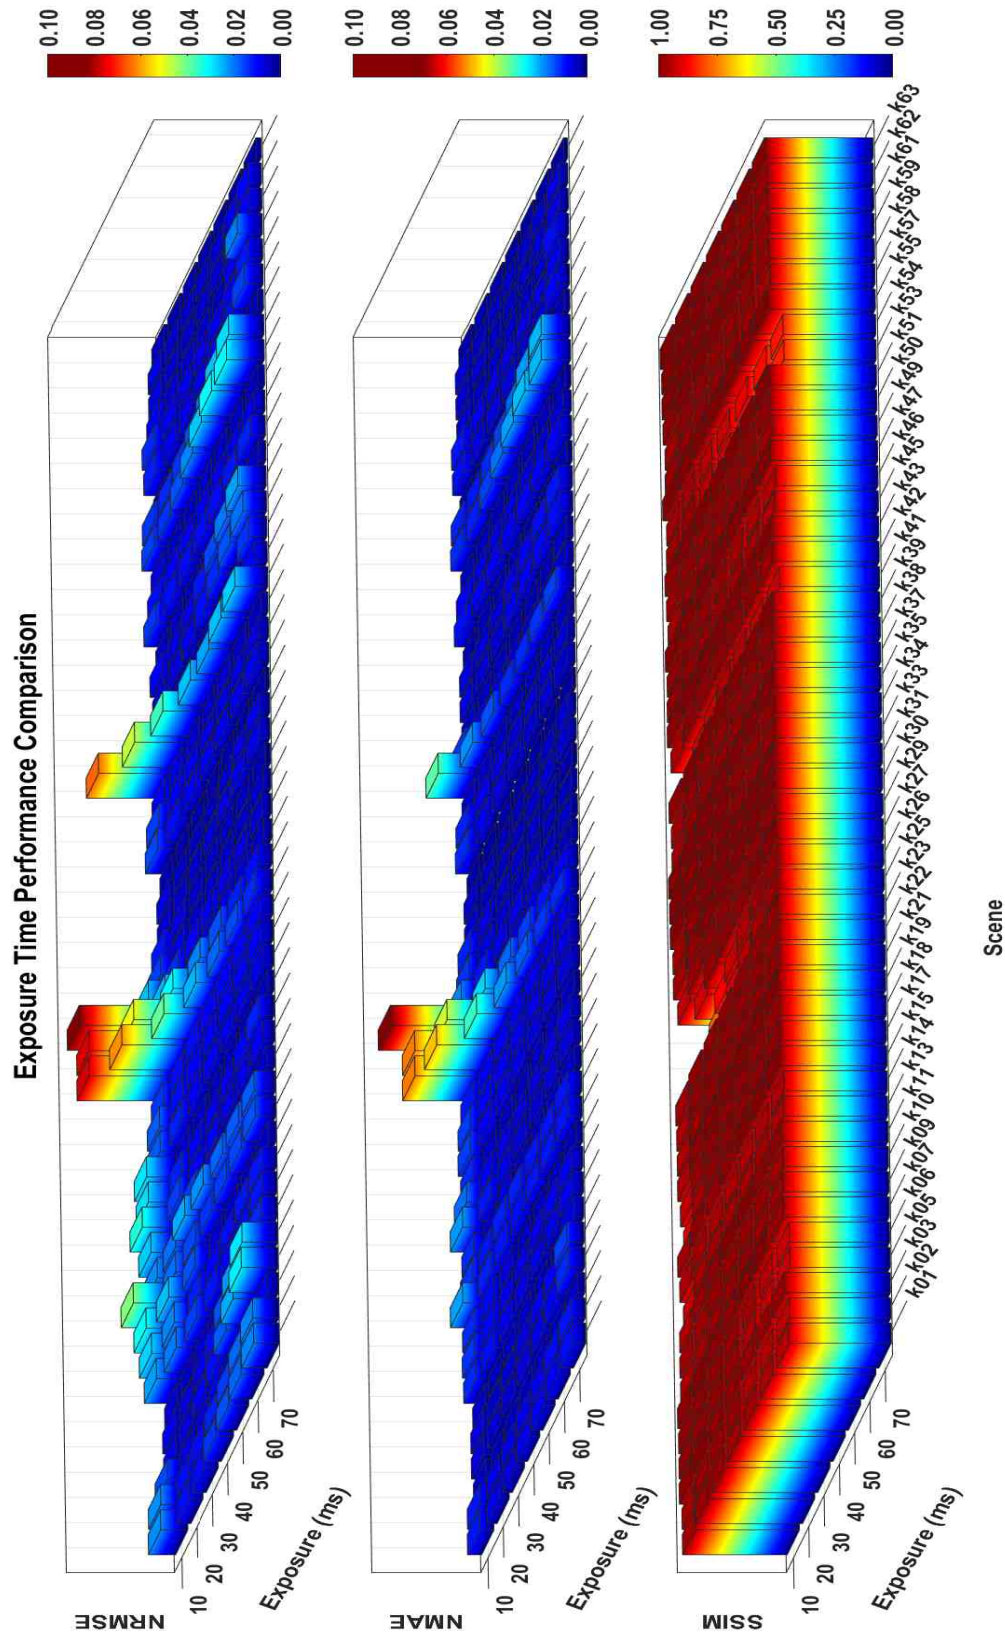 Exposure Time Performance Comparison
NRMSE
0.10
0.08
0.06
0.04
0.02
0.00
10
20
30
40
50
60
70
Exposure (ms)
NMAE
0.10
0.08
0.06
0.04
0.02
0.00
10
20
30
40
50
60
70
Exposure (ms)
SSIM
1.00
0.75
0.50
0.25
0.00
10
20
30
40
50
60
70
Exposure (ms)
k01
k02
k03
k05
k06
k07
k09
k10
k11
k13
k14
k15
k17
k18
k19
k21
k22
k23
k25
k26
k27
k29
k30
k31
k33
k34
k35
k37
k38
k39
k41
k42
k43
k45
k46
k47
k49
k50
k51
k53
k54
k55
k57
k58
k59
k61
k62
k63
Scene